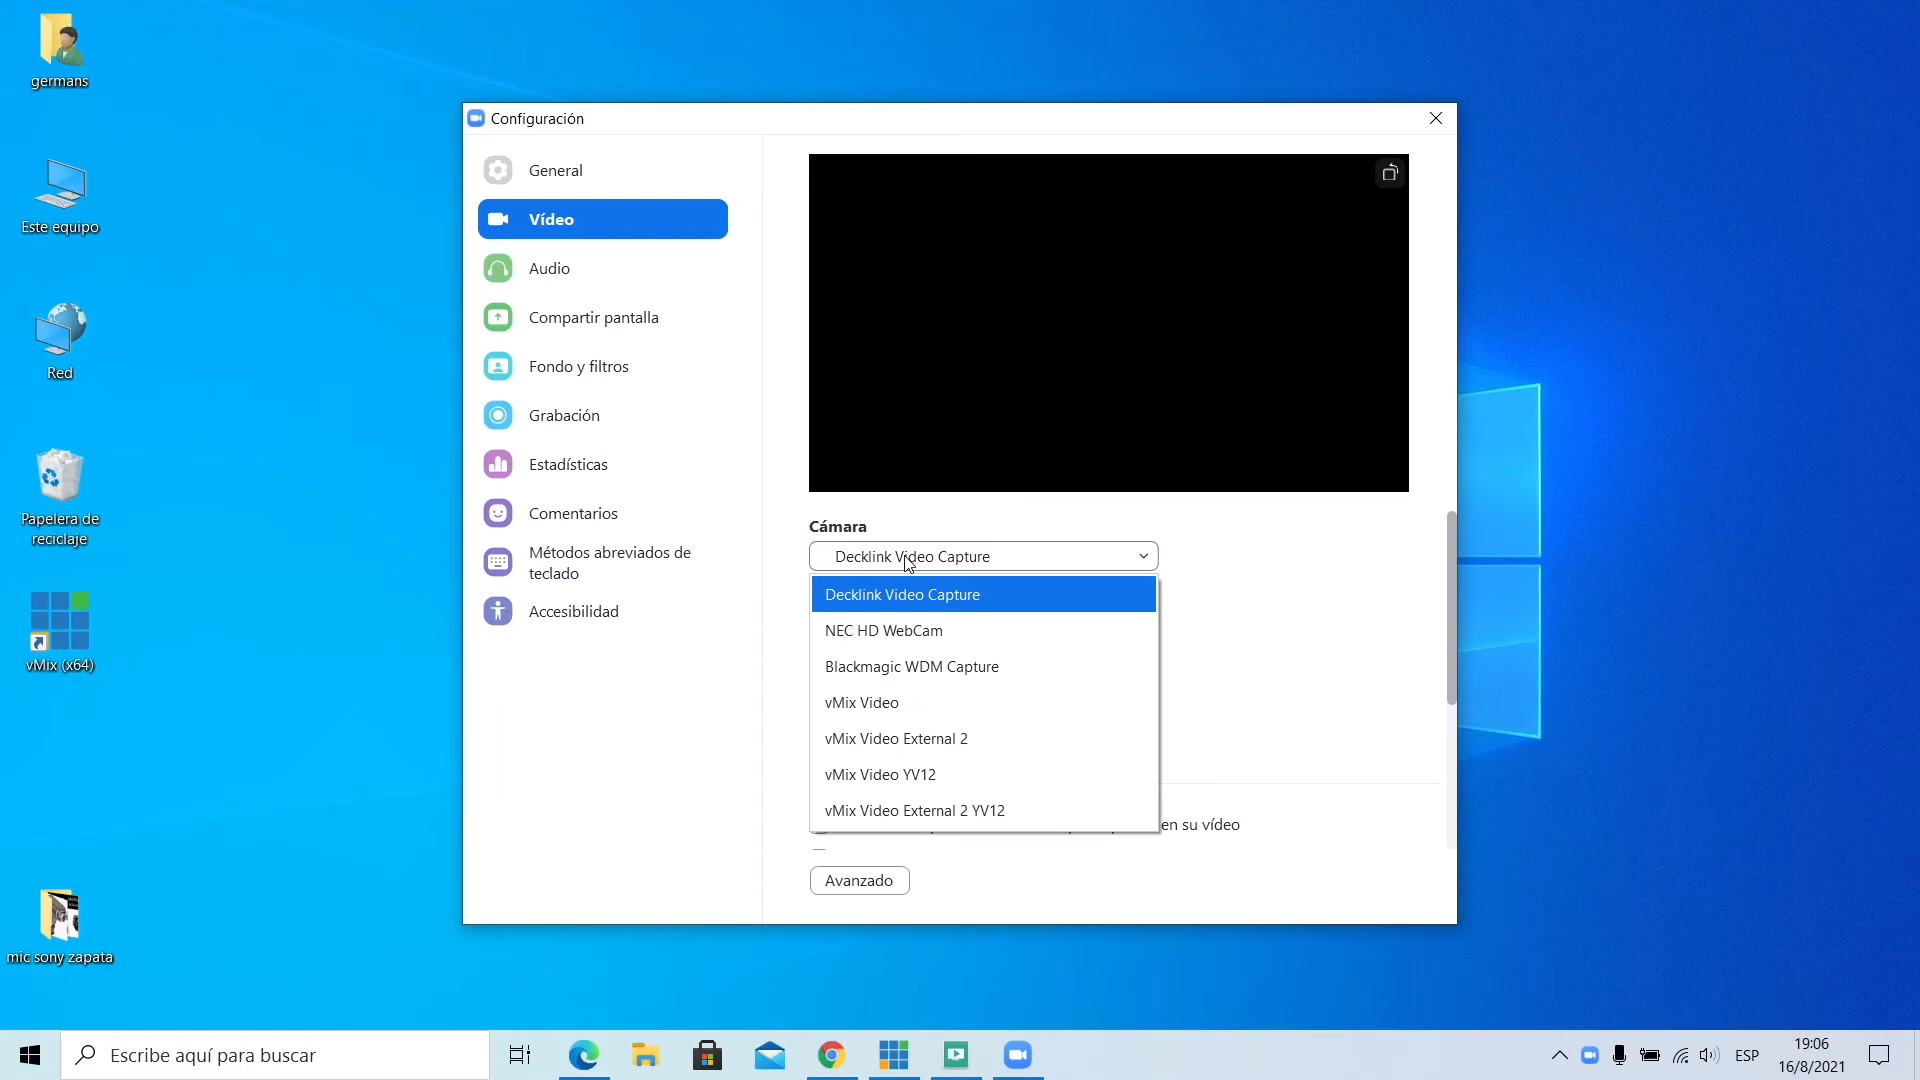 germans
Este equipo
Red
Papelera de
reciclaje
vMix (x64)
mic sony zapata
Configuración
General
Vídeo
Audio
Compartir pantalla
Fondo y filtros
Grabación
Estadísticas
Comentarios
Métodos abreviados de
teclado
Accesibilidad
Cámara
Decklink Video Capture
Decklink Video Capture
NEC HD WebCam
Blackmagic WDM Capture
vMix Video
vMix Video External 2
vMix Video YV12
vMix Video External 2 YV12
en su vídeo
Avanzado
Escribe aquí para buscar
ESP
19:06
16/8/2021